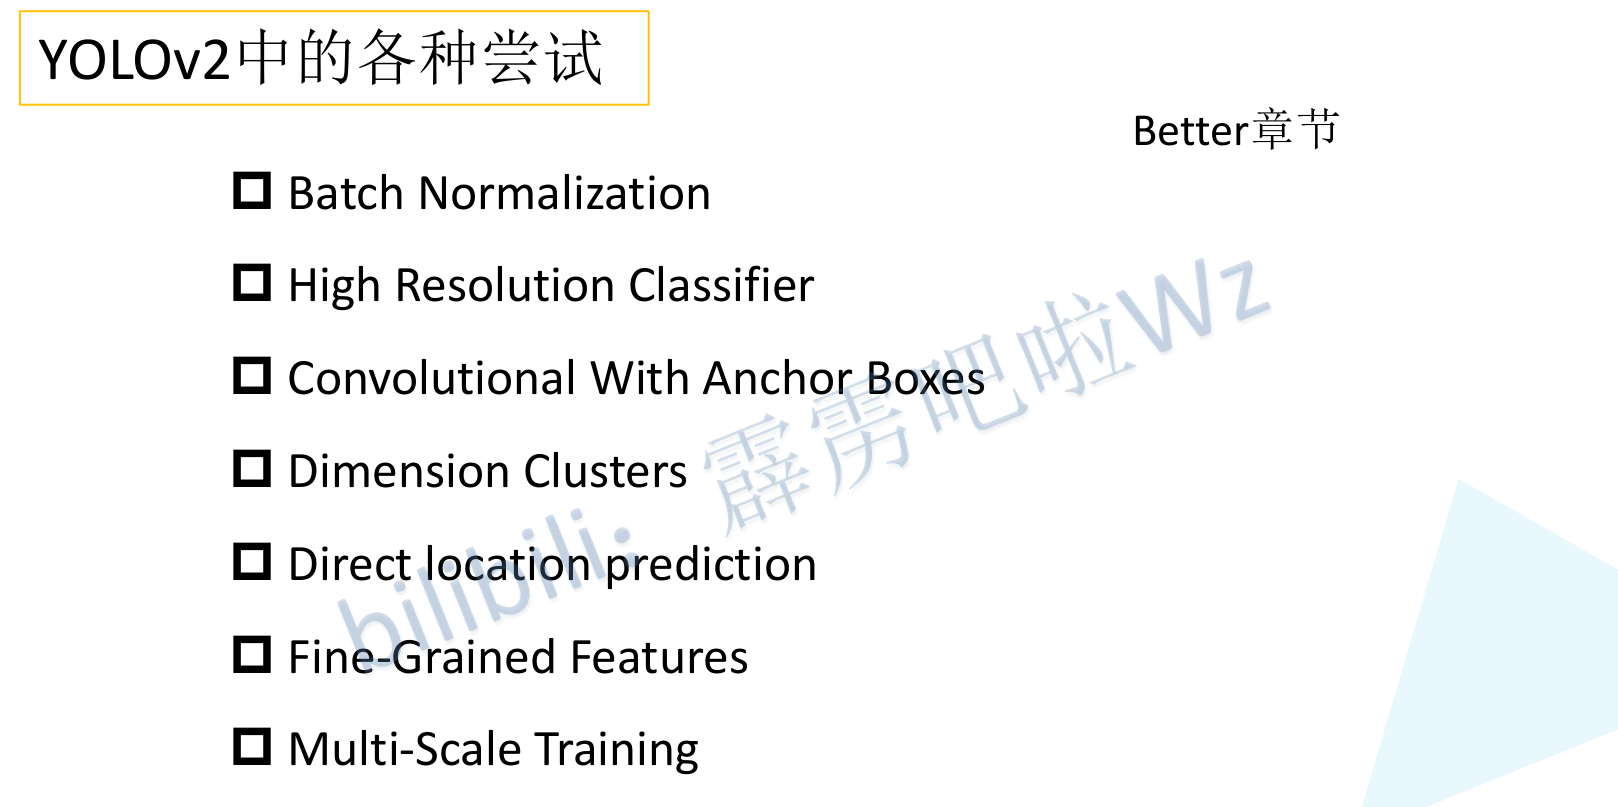 YOLOv2中的各种尝试
Better章节
Batch Normalization
High Resolution Classifier
Convolutional With Anchor Boxes
Dimension Clusters
Direct location prediction
Fine-Grained Features
Multi-Scale Training
bilibili：霹雳吧啦Wz